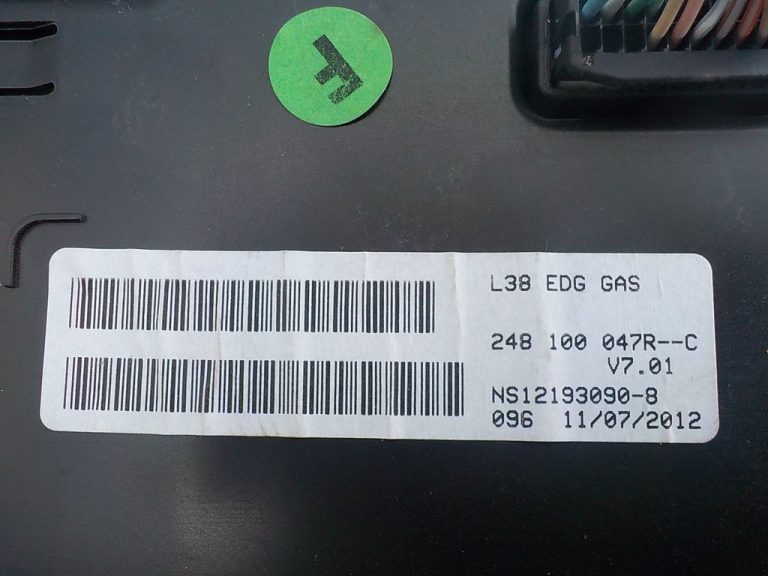 L38 EDG GAS
248 100 047R--C
V7.01
NS12193090-8
096 11/07/2012